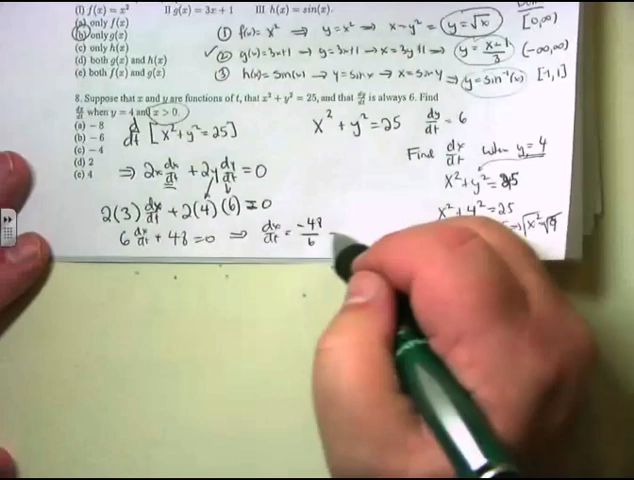 (I) f(x) = x² II g(x) = 3x + 1 III h(x) = sin(x).
(a) only f(x)
(b) only g(x)
(c) only h(x)
(d) both g(x) and h(x)
(e) both f(x) and g(x)
① f(x)= x² ⇒ y = x² ⇒ x = y² = y = √x [0,∞)
✓ ② g(x) = 3x+1 → y = 3x+1 → x = 3y+1 → y = x-1/3 (-∞,∞)
③ h(x) = sin(x) → y = sin x → x = sin y ⇒ y = sin⁻¹(x) [-1,1]
8. Suppose that x and y are functions of t, that x² + y² = 25, and that dy/dt is always 6. Find
dx/dt when y = 4 and x > 0.
(a) −8
(b) −6
(c) −4
(d) 2
(e) 4
d/dt [x²+y² = 25]
⇒ 2x dx/dt + 2y dy/dt = 0
2(3) dx/dt + 2(4)(6) = 0
6 dx/dt + 48 = 0 ⇒ dx/dt = -48/6
x² + y² = 25 dy/dt = 6
Find dx/dt when y = 4
x² + y² = 25
x² + 4² = 25
√x² = √9